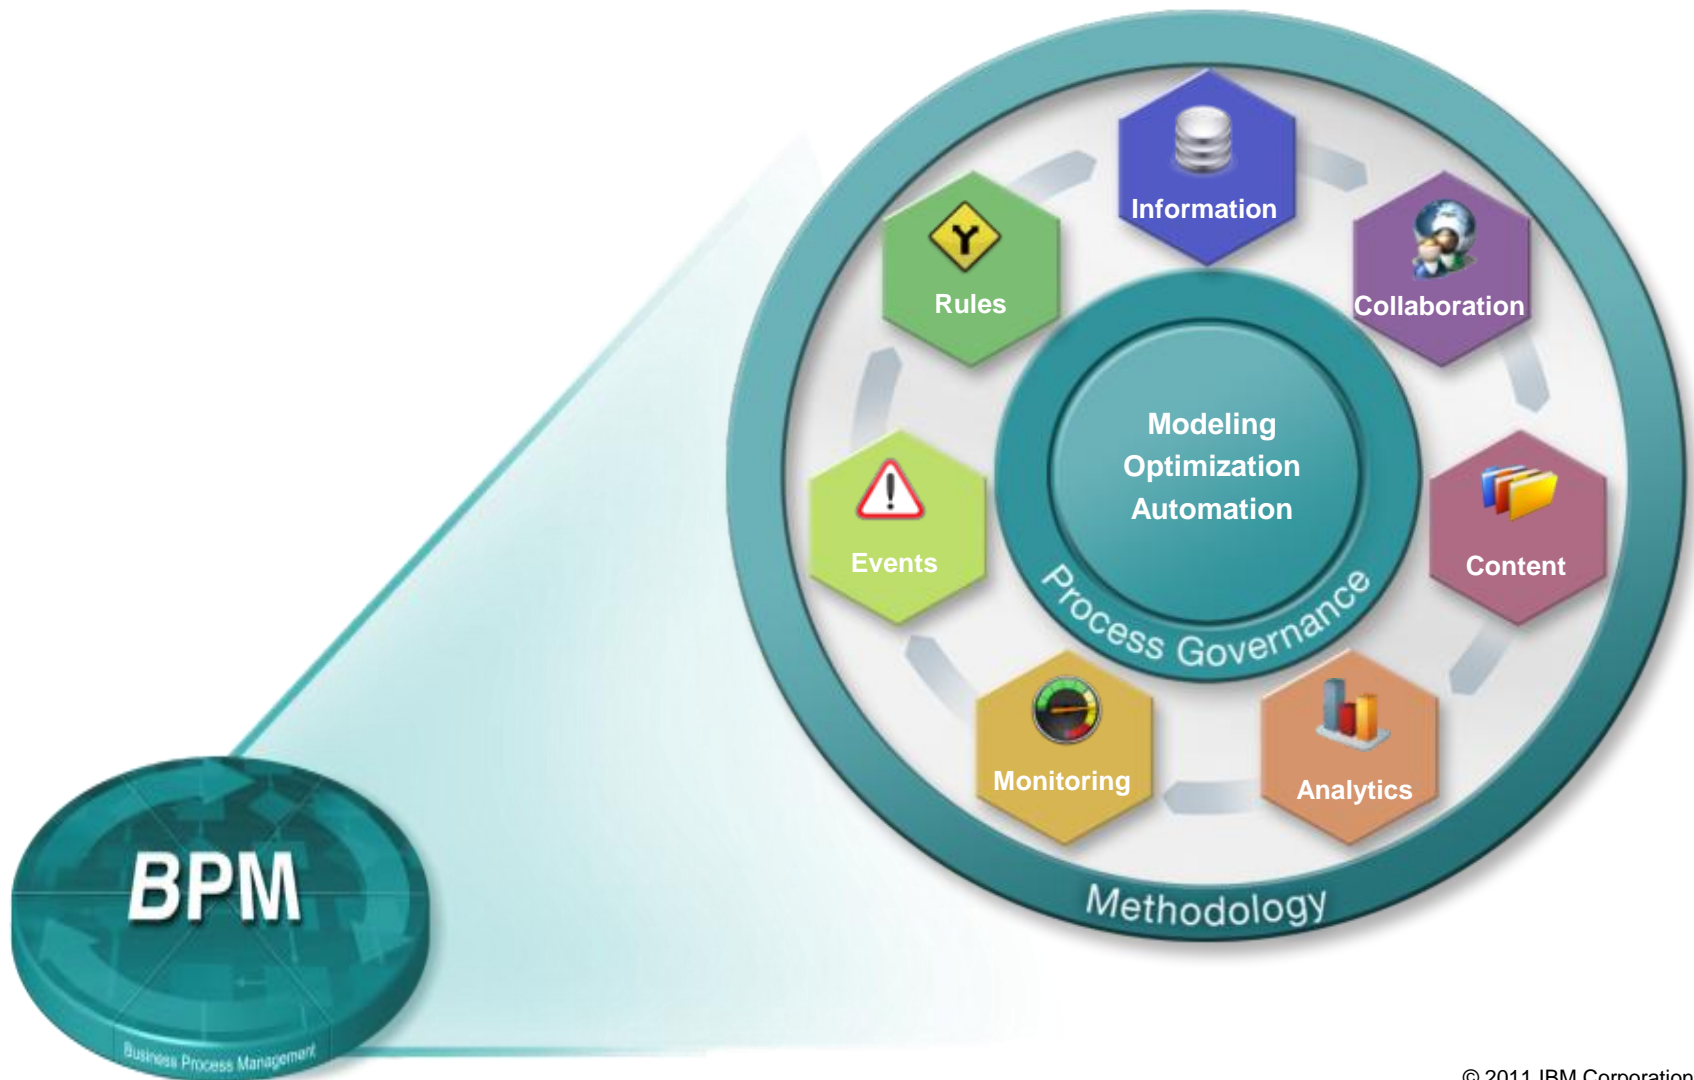 Information
Rules
Collaboration
Modeling
Optimization
Automation
Events
Content
Process Governance
Monitoring
Analytics
Methodology
BPM
Business Process Management
© 2011 IBM Corporation